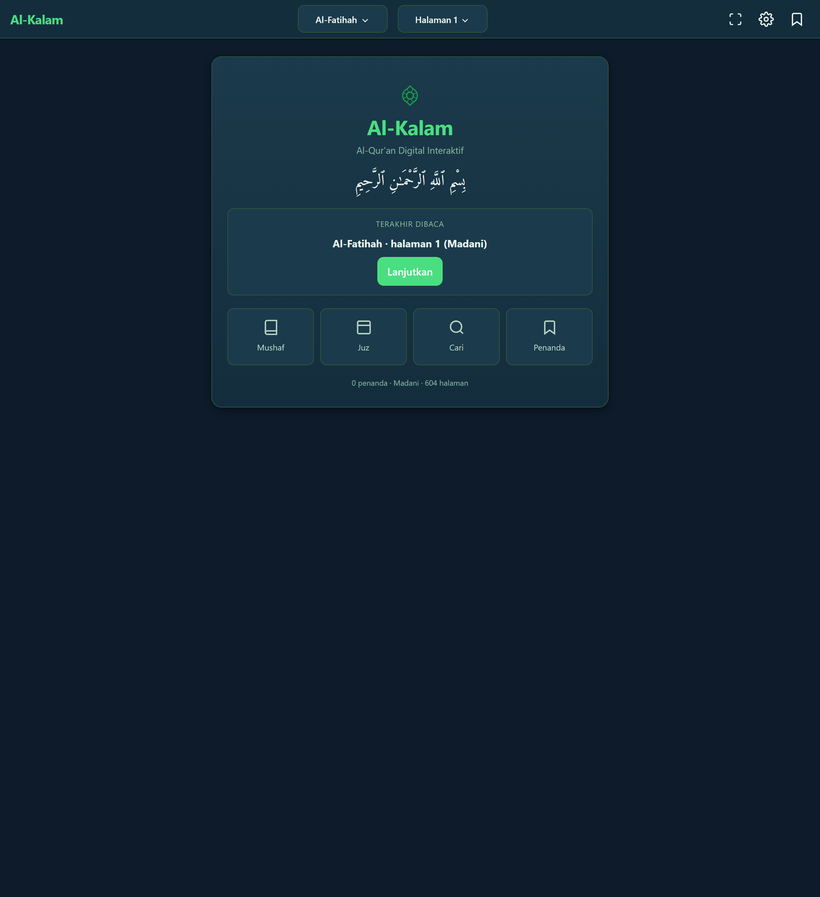 Al-Kalam
Al-Fatihah
Halaman 1
Al-Kalam
Al-Qur'an Digital Interaktif
بِسْمِ ٱللَّهِ ٱلرَّحْمَـٰنِ ٱلرَّحِيمِ
TERAKHIR DIBACA
Al-Fatihah · halaman 1 (Madani)
Lanjutkan
Mushaf
Juz
Cari
Penanda
0 penanda · Madani · 604 halaman